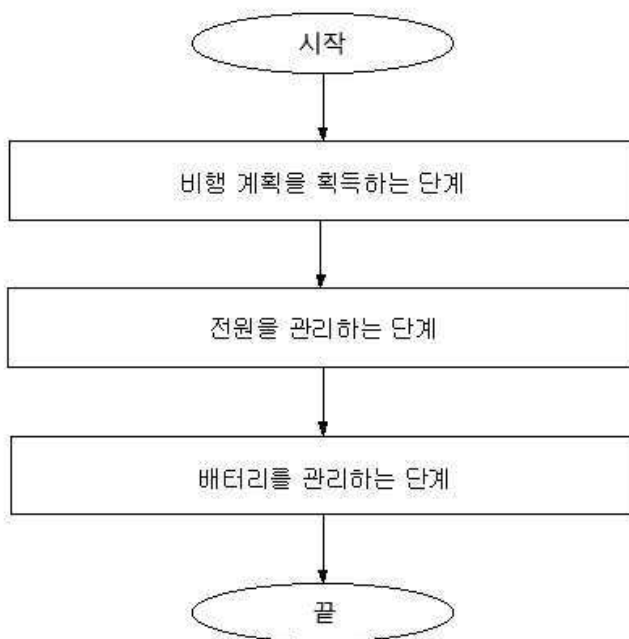 시작
비행 계획을 획득하는 단계
전원을 관리하는 단계
배터리를 관리하는 단계
끝